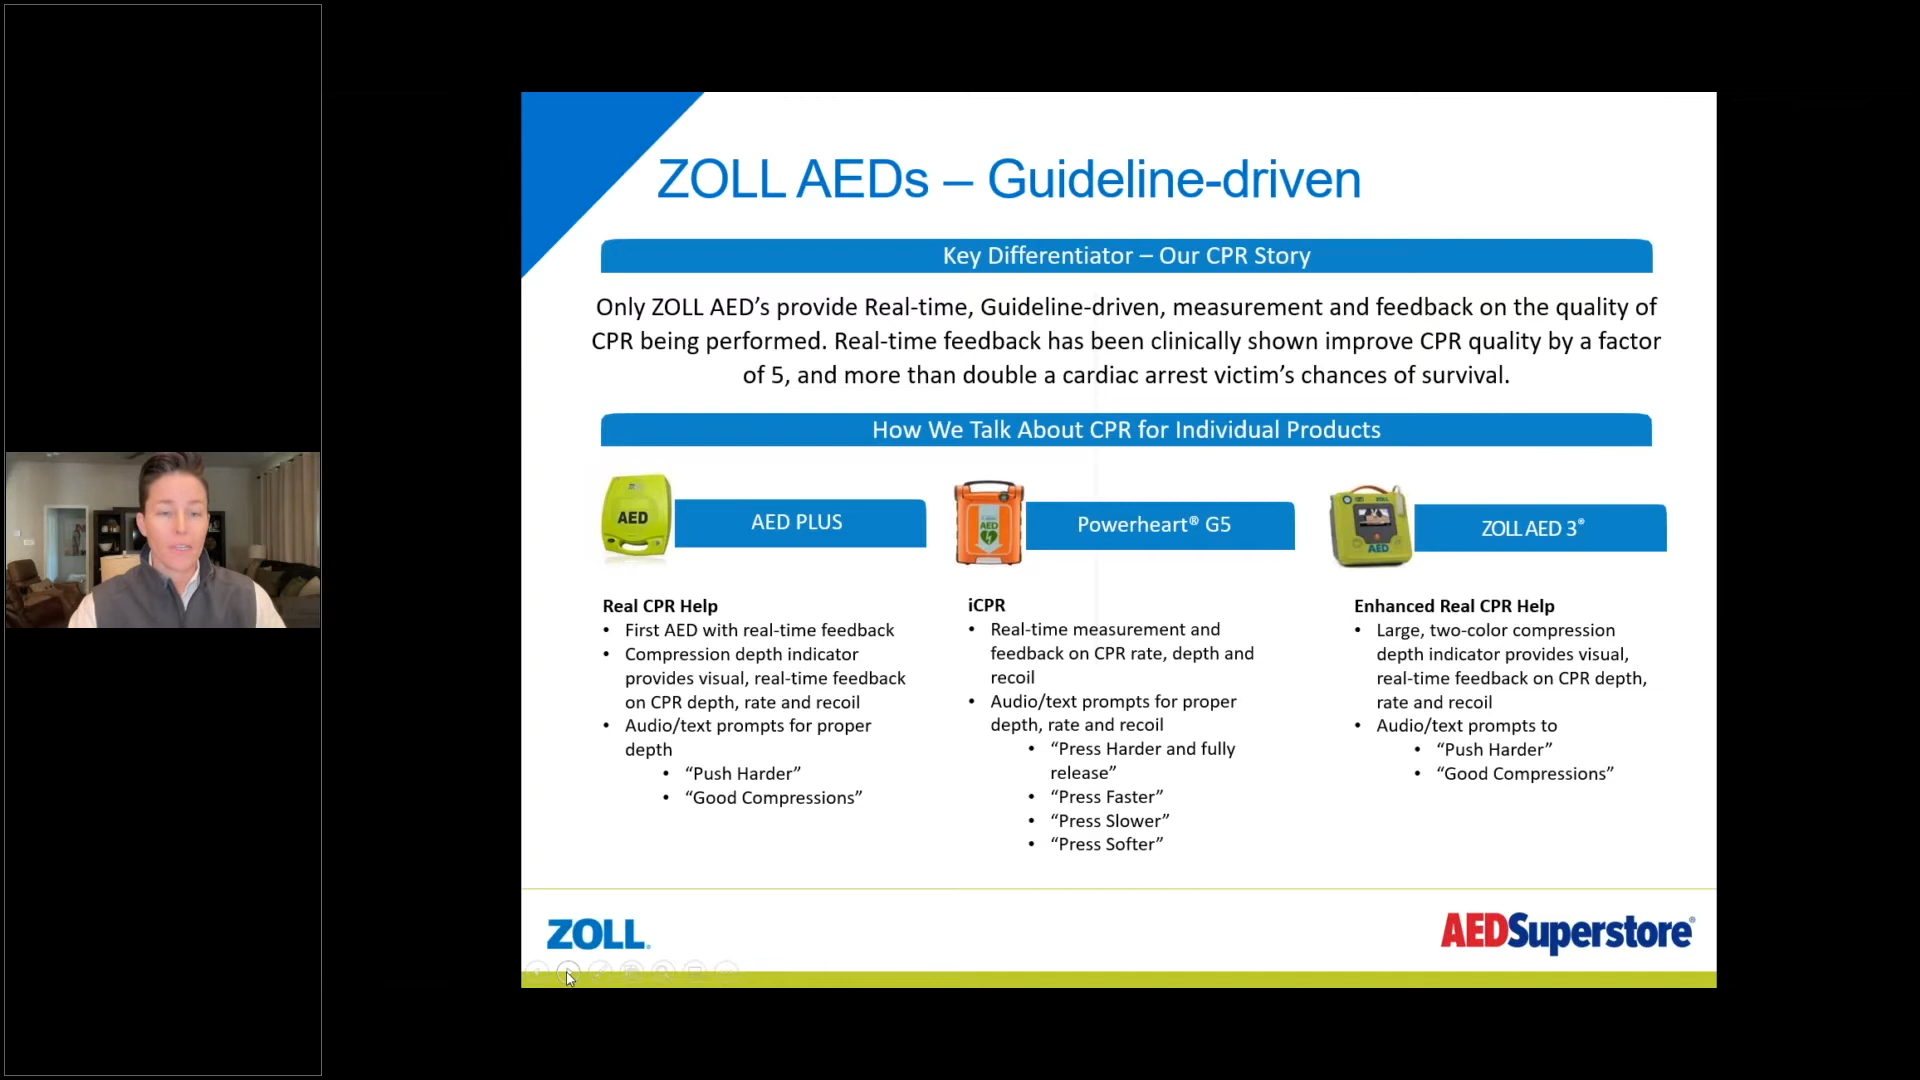 ZOLL AEDs – Guideline-driven
Key Differentiator – Our CPR Story
Only ZOLL AED’s provide Real-time, Guideline-driven, measurement and feedback on the quality of
CPR being performed. Real-time feedback has been clinically shown improve CPR quality by a factor
of 5, and more than double a cardiac arrest victim’s chances of survival.
How We Talk About CPR for Individual Products
AED
AED PLUS
Real CPR Help
• First AED with real-time feedback
• Compression depth indicator
provides visual, real-time feedback
on CPR depth, rate and recoil
• Audio/text prompts for proper
depth
• “Push Harder”
• “Good Compressions”
AED
Powerheart® G5
iCPR
• Real-time measurement and
feedback on CPR rate, depth and
recoil
• Audio/text prompts for proper
depth, rate and recoil
• “Press Harder and fully
release”
• “Press Faster”
• “Press Slower”
• “Press Softer”
ZOLL
AED
ZOLL AED 3®
Enhanced Real CPR Help
• Large, two-color compression
depth indicator provides visual,
real-time feedback on CPR depth,
rate and recoil
• Audio/text prompts to
• “Push Harder”
• “Good Compressions”
ZOLL®
AEDSuperstore®